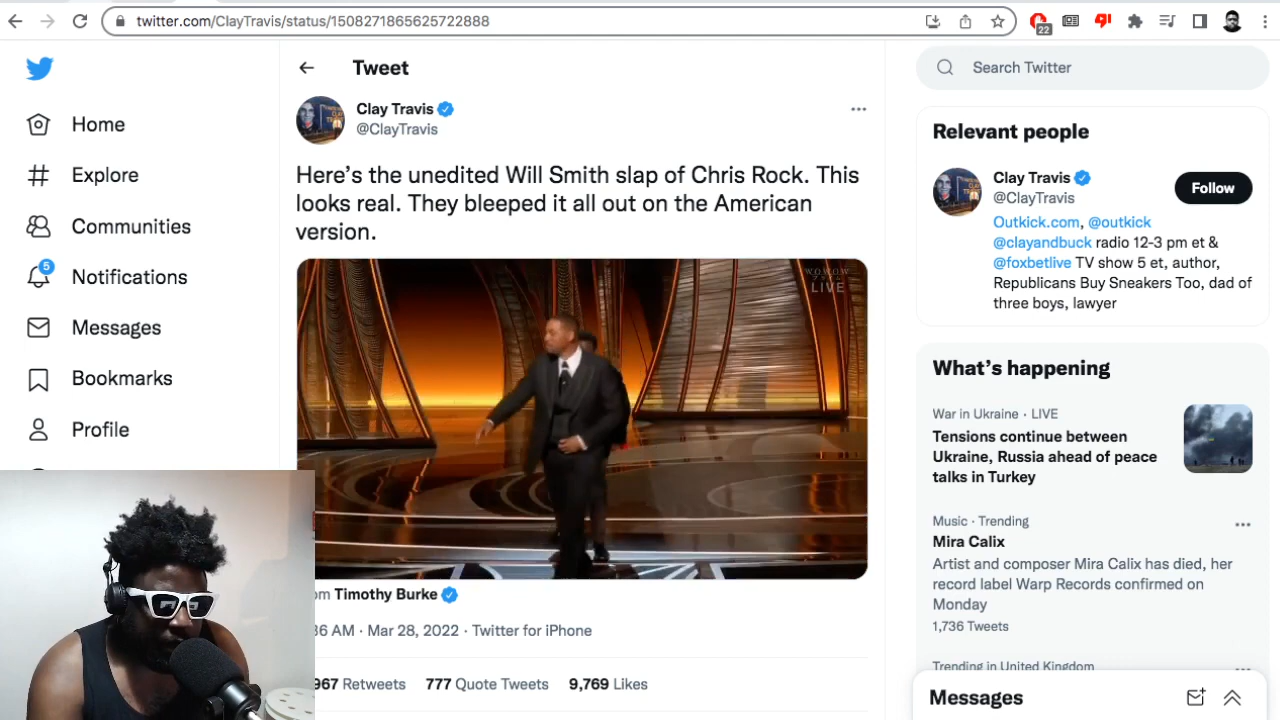 twitter.com/ClayTravis/status/1508271865625722888
22
Home
Explore
Communities
5
Notifications
Messages
Bookmarks
Profile
Tweet
Clay Travis
@ClayTravis
Here’s the unedited Will Smith slap of Chris Rock. This
looks real. They bleeped it all out on the American
version.
WOWOW
LIVE
Timothy Burke
36 AM · Mar 28, 2022 · Twitter for iPhone
967 Retweets 777 Quote Tweets 9,769 Likes
Search Twitter
Relevant people
Clay Travis
@ClayTravis
Follow
Outkick.com, @outkick
@clayandbuck radio 12-3 pm et &
@foxbetlive TV show 5 et, author,
Republicans Buy Sneakers Too, dad of
three boys, lawyer
What’s happening
War in Ukraine · LIVE
Tensions continue between
Ukraine, Russia ahead of peace
talks in Turkey
Music · Trending
Mira Calix
Artist and composer Mira Calix has died, her
record label Warp Records confirmed on
Monday
1,736 Tweets
Trending in United Kingdom
Messages